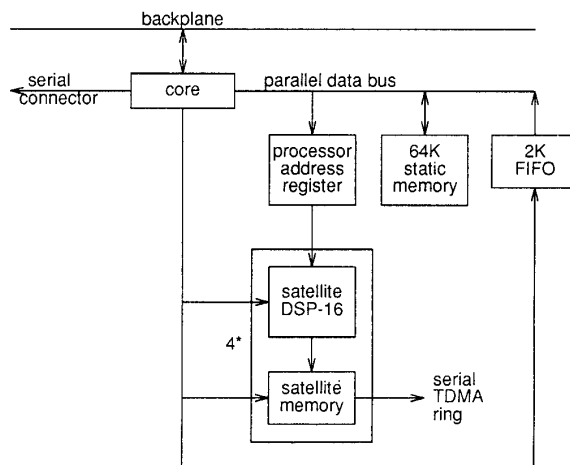 backplane
serial
connector
core
parallel data bus
processor
address
register
64K
static
memory
2K
FIFO
satellite
DSP-16
4*
satellite
memory
serial
TDMA
ring